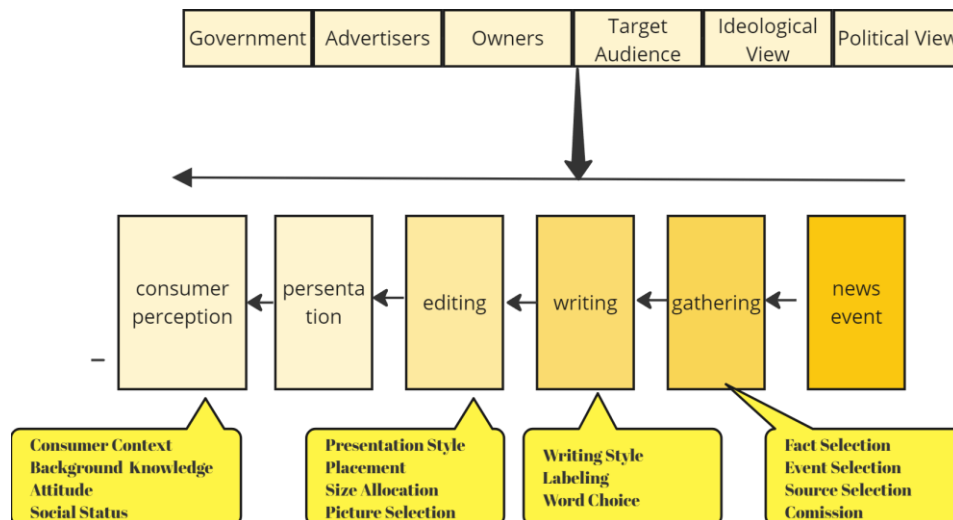 Government
Advertisers
Owners
Target
Audience
Ideological
View
Political View
consumer
perception
persenta
tion
editing
writing
gathering
news
event
Consumer Context
Background Knowledge
Attitude
Social Status
Presentation Style
Placement
Size Allocation
Picture Selection
Writing Style
Labeling
Word Choice
Fact Selection
Event Selection
Source Selection
Comission